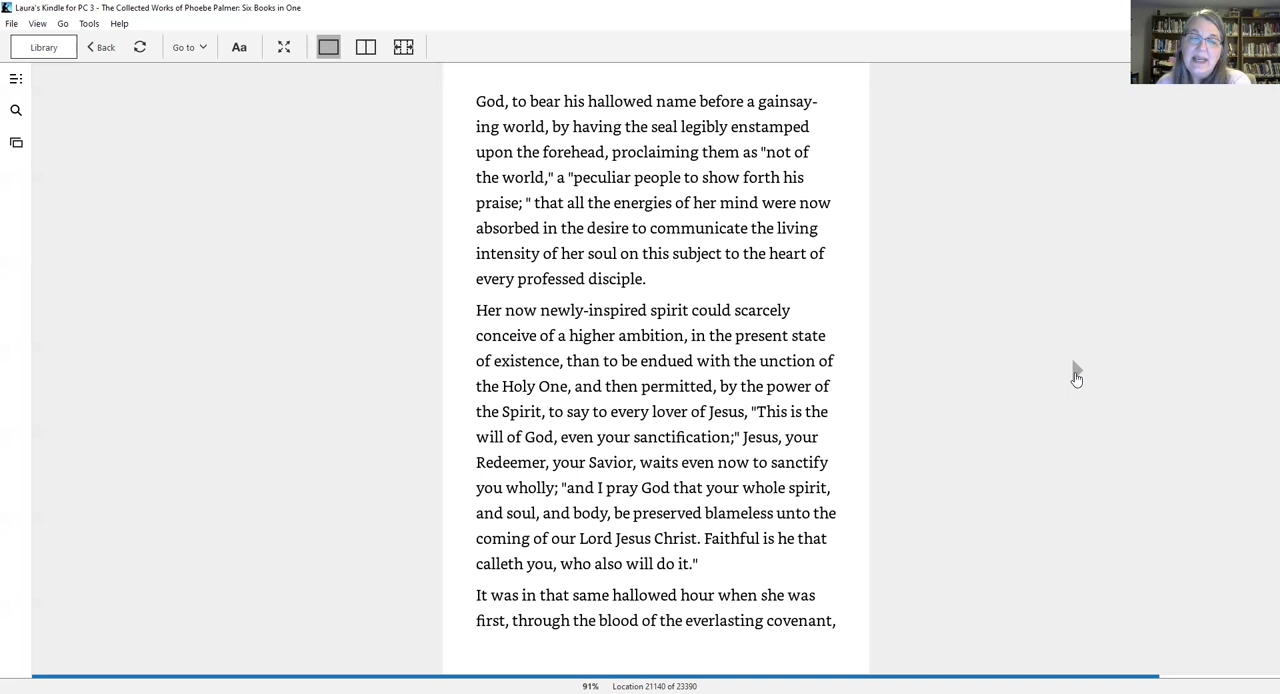 Laura's Kindle for PC 3 - The Collected Works of Phoebe Palmer: Six Books in One
File View Go Tools Help
Library Back Go to Aa
God, to bear his hallowed name before a gainsay-
ing world, by having the seal legibly enstamped
upon the forehead, proclaiming them as "not of
the world," a "peculiar people to show forth his
praise; " that all the energies of her mind were now
absorbed in the desire to communicate the living
intensity of her soul on this subject to the heart of
every professed disciple.
Her now newly-inspired spirit could scarcely
conceive of a higher ambition, in the present state
of existence, than to be endued with the unction of
the Holy One, and then permitted, by the power of
the Spirit, to say to every lover of Jesus, "This is the
will of God, even your sanctification;" Jesus, your
Redeemer, your Savior, waits even now to sanctify
you wholly; "and I pray God that your whole spirit,
and soul, and body, be preserved blameless unto the
coming of our Lord Jesus Christ. Faithful is he that
calleth you, who also will do it."
It was in that same hallowed hour when she was
first, through the blood of the everlasting covenant,
91% Location 21140 of 23390